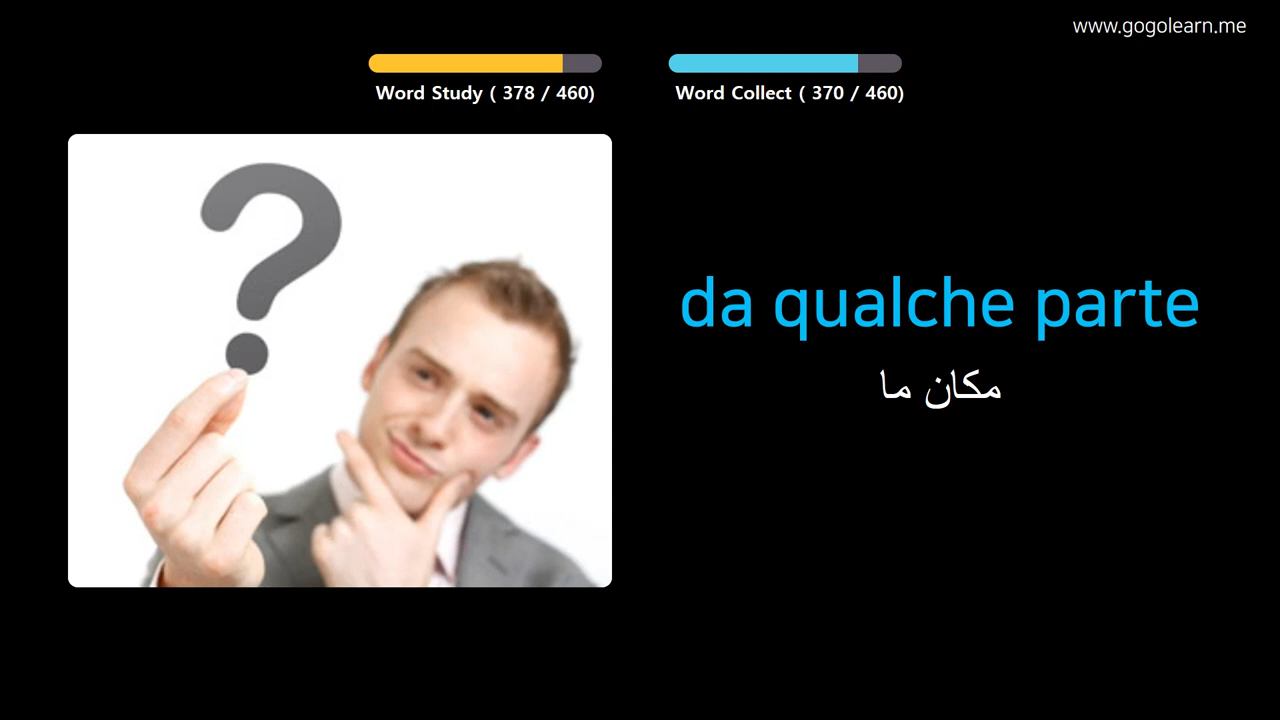 www.gogolearn.me
Word Study ( 378 / 460)
Word Collect ( 370 / 460)
da qualche parte
مكان ما